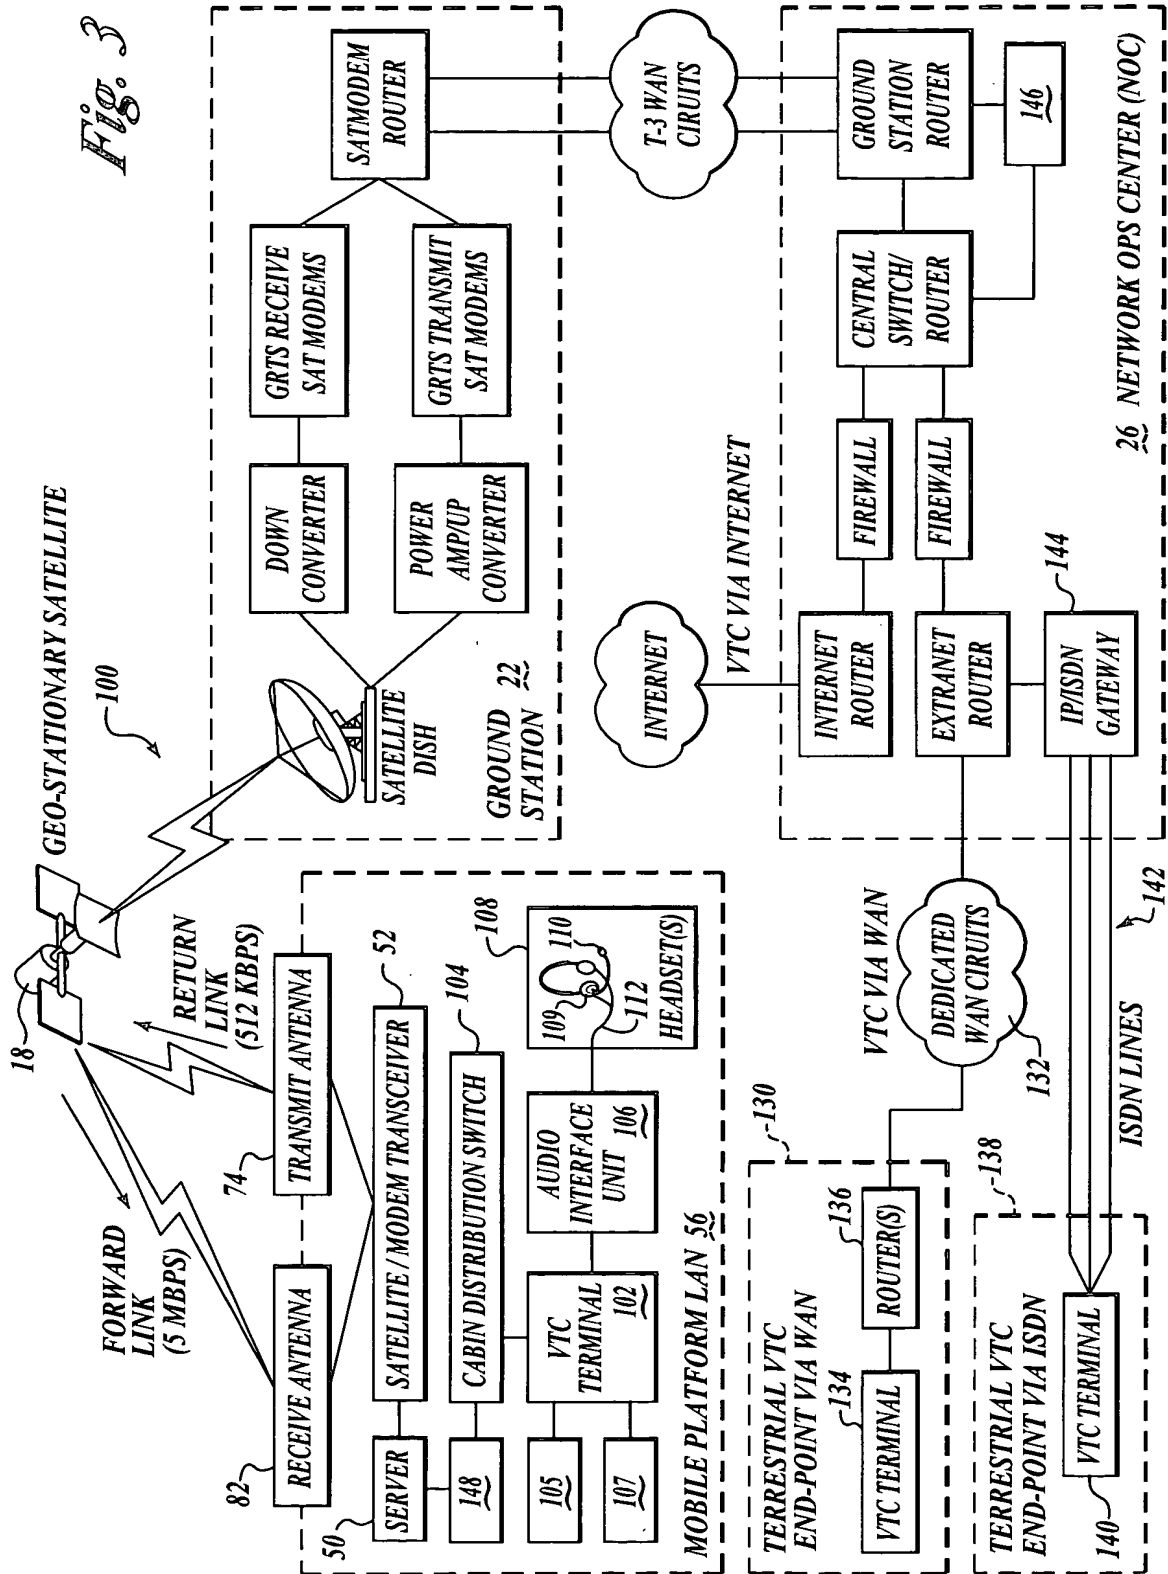 Fig. 3
GEO-STATIONARY SATELLITE
18
100
FORWARD
LINK
(5 MBPS)
RETURN
LINK
(512 KBPS)
82
RECEIVE ANTENNA
74
TRANSMIT ANTENNA
50
SERVER
SATELLITE / MODEM TRANSCEIVER
52
148
CABIN DISTRIBUTION SWITCH
104
105
107
VTC
TERMINAL
102
AUDIO
INTERFACE
UNIT 106
108
109
110
112
HEADSET(S)
MOBILE PLATFORM LAN 56
SATELLITE
DISH
GROUND
STATION 22
DOWN
CONVERTER
POWER
AMP/UP
CONVERTER
GRTS RECEIVE
SAT MODEMS
GRTS TRANSMIT
SAT MODEMS
SATMODEM
ROUTER
T-3 WAN
CIRUITS
INTERNET
VTC VIA INTERNET
INTERNET
ROUTER
FIREWALL
EXTRANET
ROUTER
FIREWALL
CENTRAL
SWITCH/
ROUTER
GROUND
STATION
ROUTER
146
IP/ISDN
GATEWAY
144
26 NETWORK OPS CENTER (NOC)
TERRESTRIAL VTC
END-POINT VIA WAN
130
134
VTC TERMINAL
136
ROUTER(S)
VTC VIA WAN
DEDICATED
WAN CIRUITS
132
TERRESTRIAL VTC
END-POINT VIA ISDN
138
VTC TERMINAL
140
ISDN LINES
142